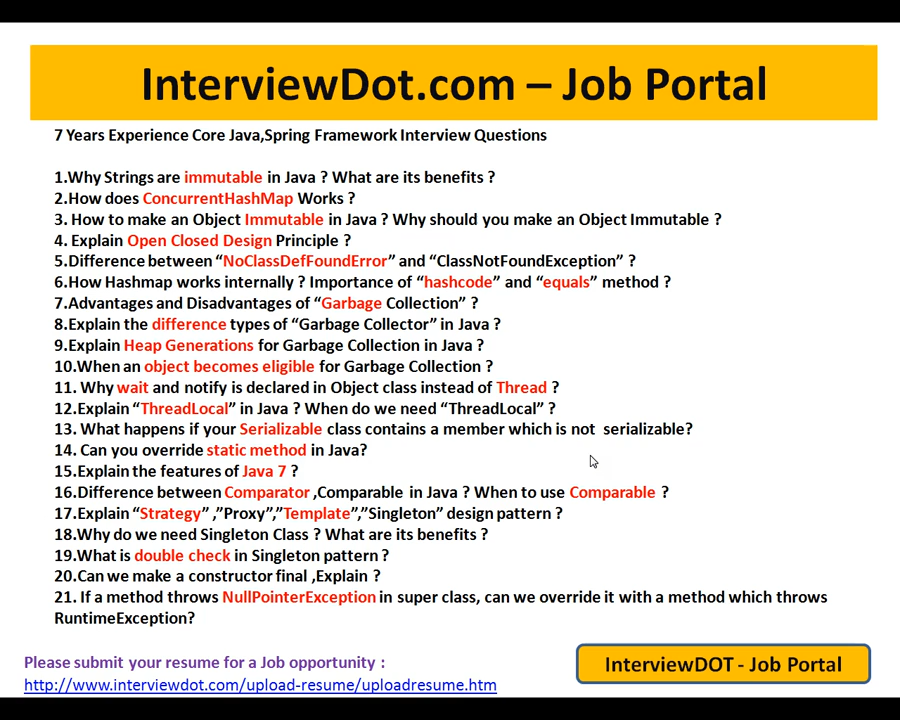 InterviewDot.com – Job Portal
7 Years Experience Core Java,Spring Framework Interview Questions
1.Why Strings are immutable in Java ? What are its benefits ?
2.How does ConcurrentHashMap Works ?
3. How to make an Object Immutable in Java ? Why should you make an Object Immutable ?
4. Explain Open Closed Design Principle ?
5.Difference between “NoClassDefFoundError” and “ClassNotFoundException” ?
6.How Hashmap works internally ? Importance of “hashcode” and “equals” method ?
7.Advantages and Disadvantages of “Garbage Collection” ?
8.Explain the difference types of “Garbage Collector” in Java ?
9.Explain Heap Generations for Garbage Collection in Java ?
10.When an object becomes eligible for Garbage Collection ?
11. Why wait and notify is declared in Object class instead of Thread ?
12.Explain “ThreadLocal” in Java ? When do we need “ThreadLocal” ?
13. What happens if your Serializable class contains a member which is not serializable?
14. Can you override static method in Java?
15.Explain the features of Java 7 ?
16.Difference between Comparator ,Comparable in Java ? When to use Comparable ?
17.Explain “Strategy” ,”Proxy”,”Template”,”Singleton” design pattern ?
18.Why do we need Singleton Class ? What are its benefits ?
19.What is double check in Singleton pattern ?
20.Can we make a constructor final ,Explain ?
21. If a method throws NullPointerException in super class, can we override it with a method which throws
RuntimeException?
Please submit your resume for a Job opportunity :
http://www.interviewdot.com/upload-resume/uploadresume.htm
InterviewDOT - Job Portal